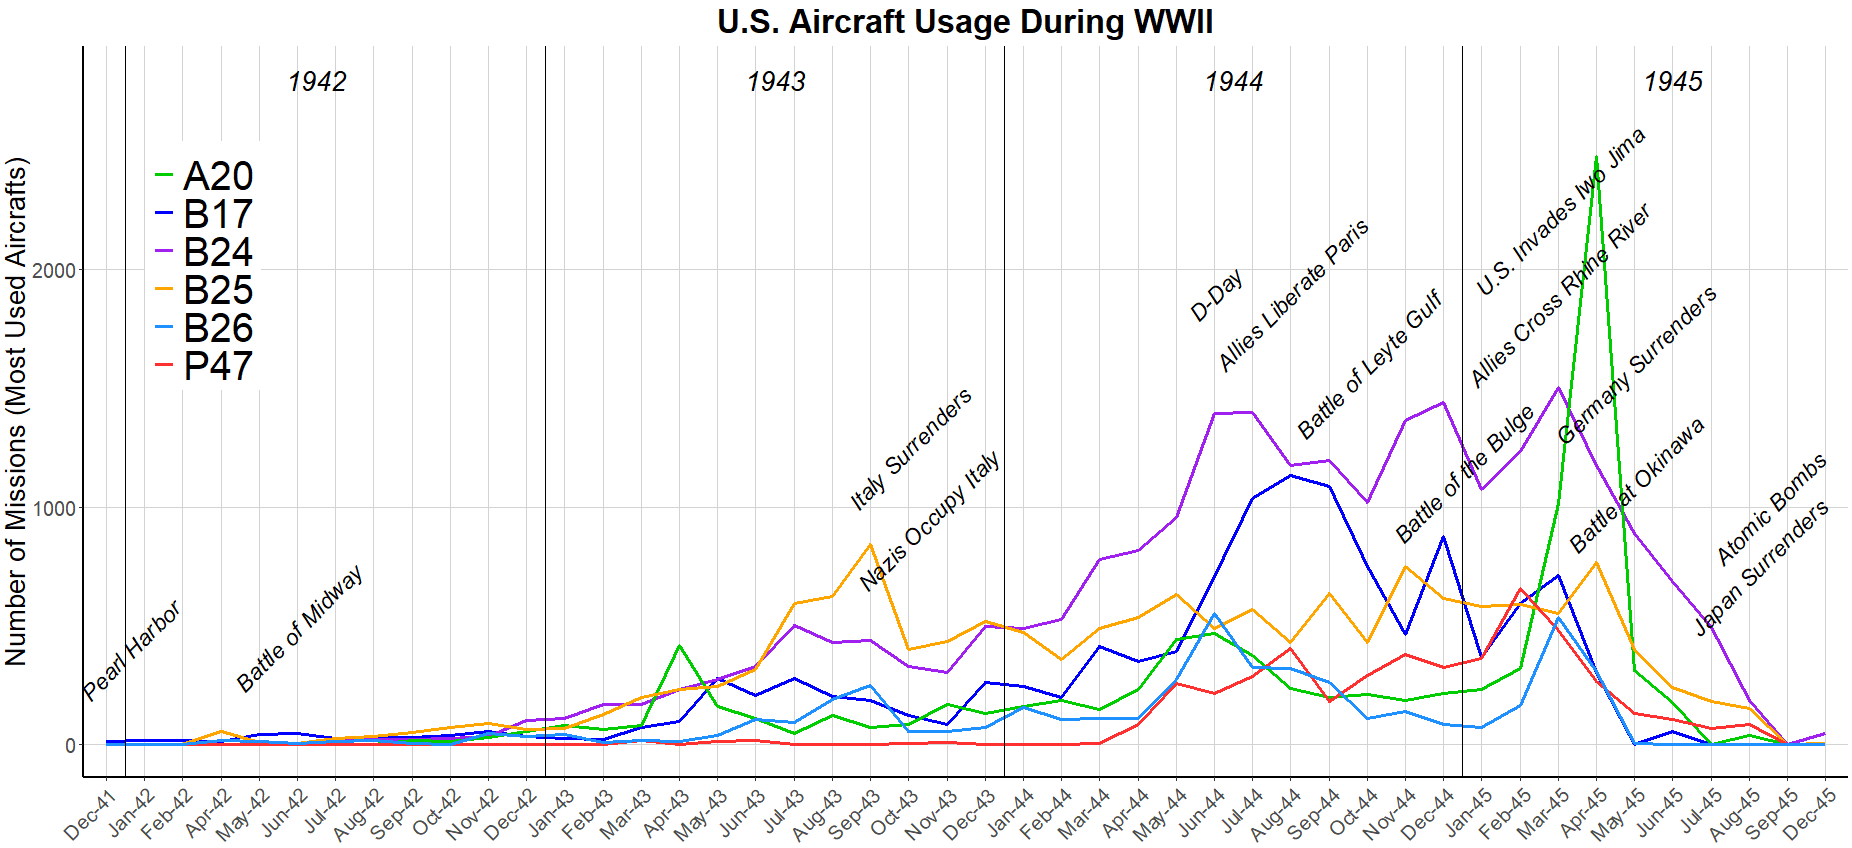 U.S. Aircraft Usage During WWII
1942
1943
1944
1945
Number of Missions (Most Used Aircrafts)
2000
1000
0
A20
B17
B24
B25
B26
P47
Pearl Harbor
Battle of Midway
Italy Surrenders
Nazis Occupy Italy
D-Day
Allies Liberate Paris
Battle of Leyte Gulf
Battle of the Bulge
U.S. Invades Iwo Jima
Allies Cross Rhine River
Germany Surrenders
Battle at Okinawa
Atomic Bombs
Japan Surrenders
Dec-41
Jan-42
Feb-42
Apr-42
May-42
Jun-42
Jul-42
Aug-42
Sep-42
Oct-42
Nov-42
Dec-42
Jan-43
Feb-43
Mar-43
Apr-43
May-43
Jun-43
Jul-43
Aug-43
Sep-43
Oct-43
Nov-43
Dec-43
Jan-44
Feb-44
Mar-44
Apr-44
May-44
Jun-44
Jul-44
Aug-44
Sep-44
Oct-44
Nov-44
Dec-44
Jan-45
Feb-45
Mar-45
Apr-45
May-45
Jun-45
Jul-45
Aug-45
Sep-45
Dec-45